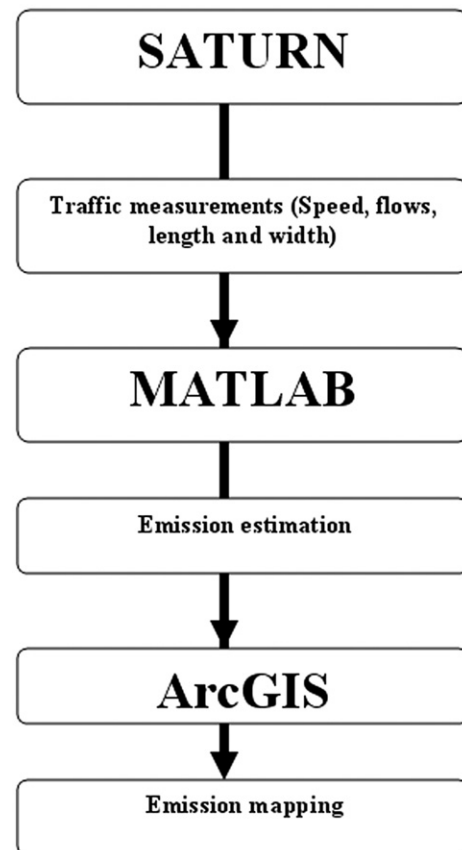 SATURN
Traffic measurements (Speed, flows,
length and width)
MATLAB
Emission estimation
ArcGIS
Emission mapping